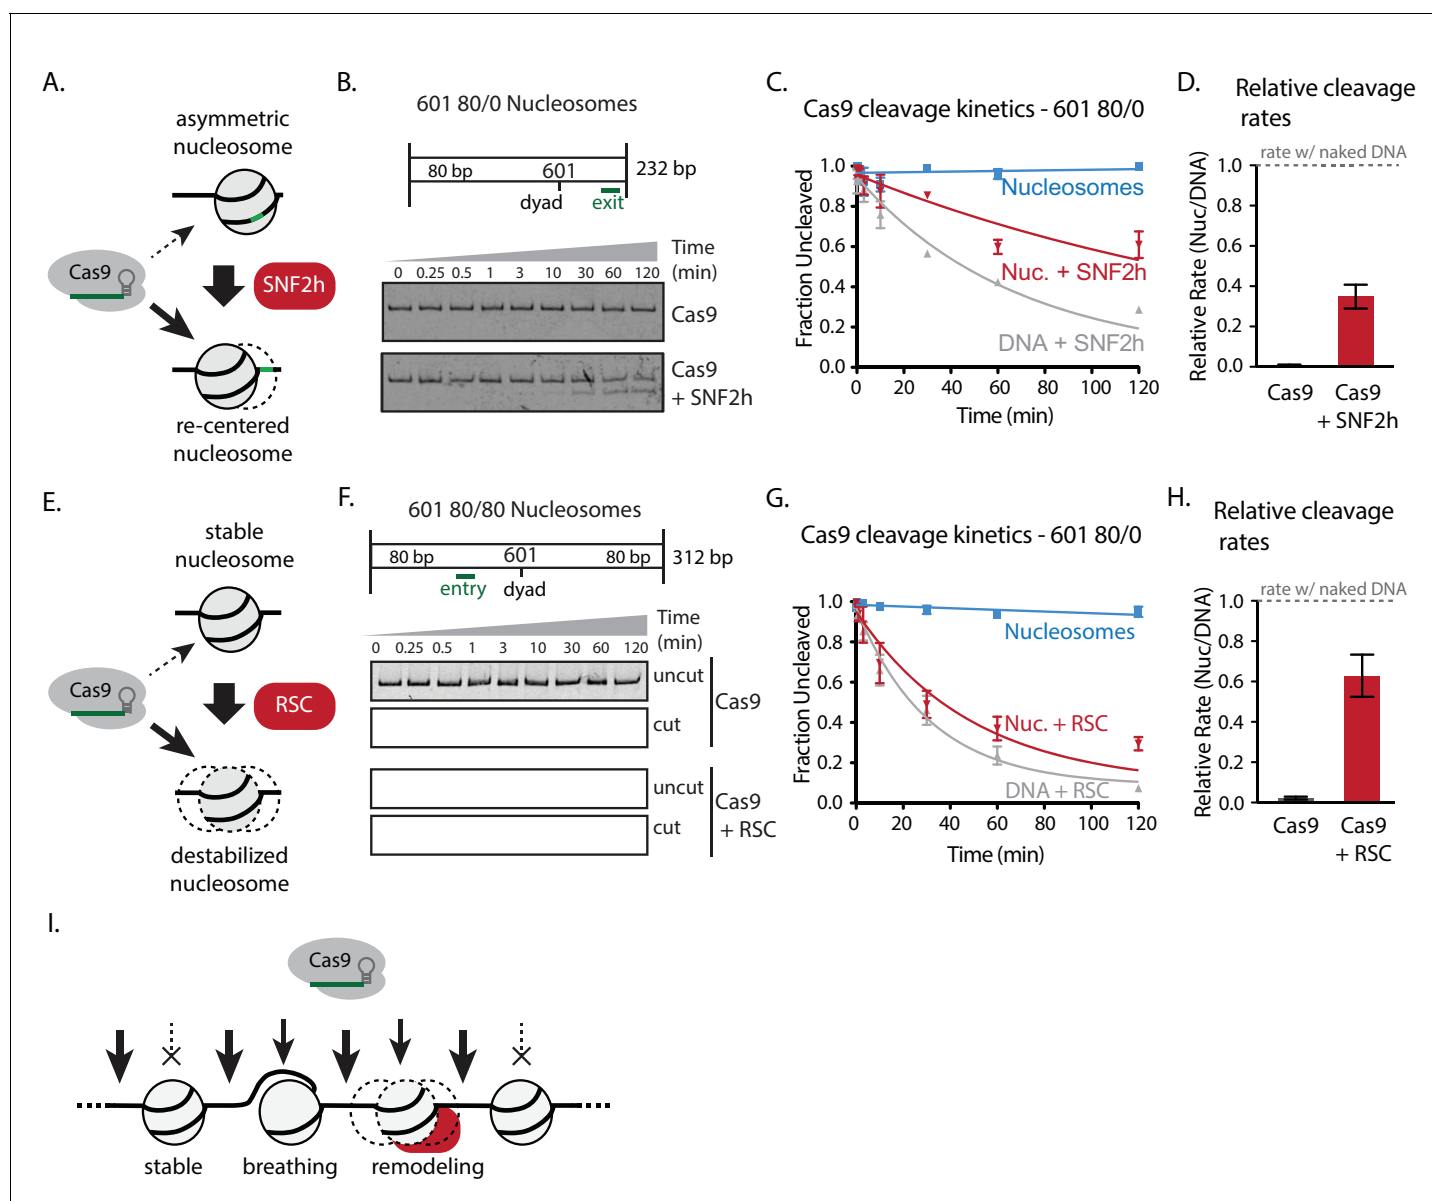 A.
asymmetric
nucleosome
Cas9
SNF2h
re-centered
nucleosome
B.
601 80/0 Nucleosomes
80 bp
601
232 bp
dyad
exit
Time
(min)
0 0.25 0.5 1 3 10 30 60 120
Cas9
Cas9
+ SNF2h
C.
Cas9 cleavage kinetics - 601 80/0
Fraction Uncleaved
1.0
0.8
0.6
0.4
0.2
0.0
Nucleosomes
Nuc. + SNF2h
DNA + SNF2h
0 20 40 60 80 100 120
Time (min)
D.
Relative cleavage
rates
rate w/ naked DNA
Relative Rate (Nuc/DNA)
1.0
0.8
0.6
0.4
0.2
0.0
Cas9
Cas9
+ SNF2h
E.
stable
nucleosome
Cas9
RSC
destabilized
nucleosome
F.
601 80/80 Nucleosomes
80 bp
601
80 bp
312 bp
entry
dyad
Time
(min)
0 0.25 0.5 1 3 10 30 60 120
uncut
cut
Cas9
uncut
cut
Cas9
+ RSC
G.
Cas9 cleavage kinetics - 601 80/0
Fraction Uncleaved
1.0
0.8
0.6
0.4
0.2
0.0
Nucleosomes
Nuc. + RSC
DNA + RSC
0 20 40 60 80 100 120
Time (min)
H.
Relative cleavage
rates
rate w/ naked DNA
Relative Rate (Nuc/DNA)
1.0
0.8
0.6
0.4
0.2
0.0
Cas9
Cas9
+ RSC
I.
Cas9
stable
breathing
remodeling